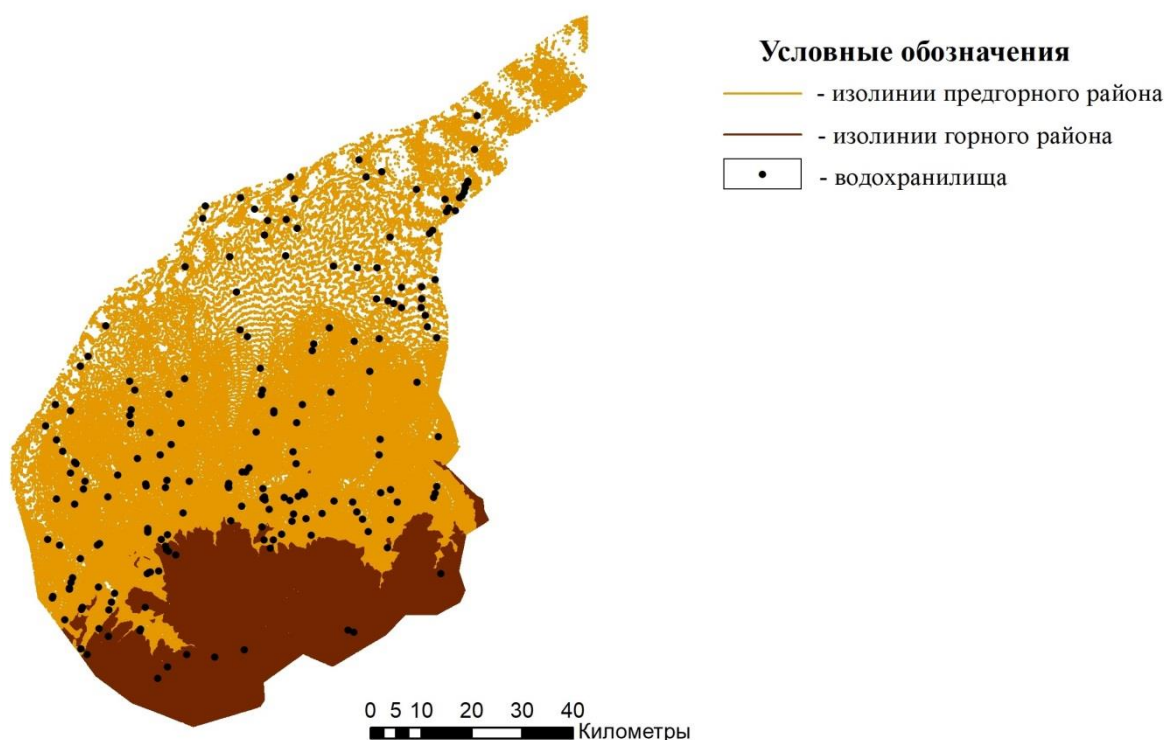 Условные обозначения
- изолинии предгорного района
- изолинии горного района
- водохранилища
0 5 10 20 30 40
Километры